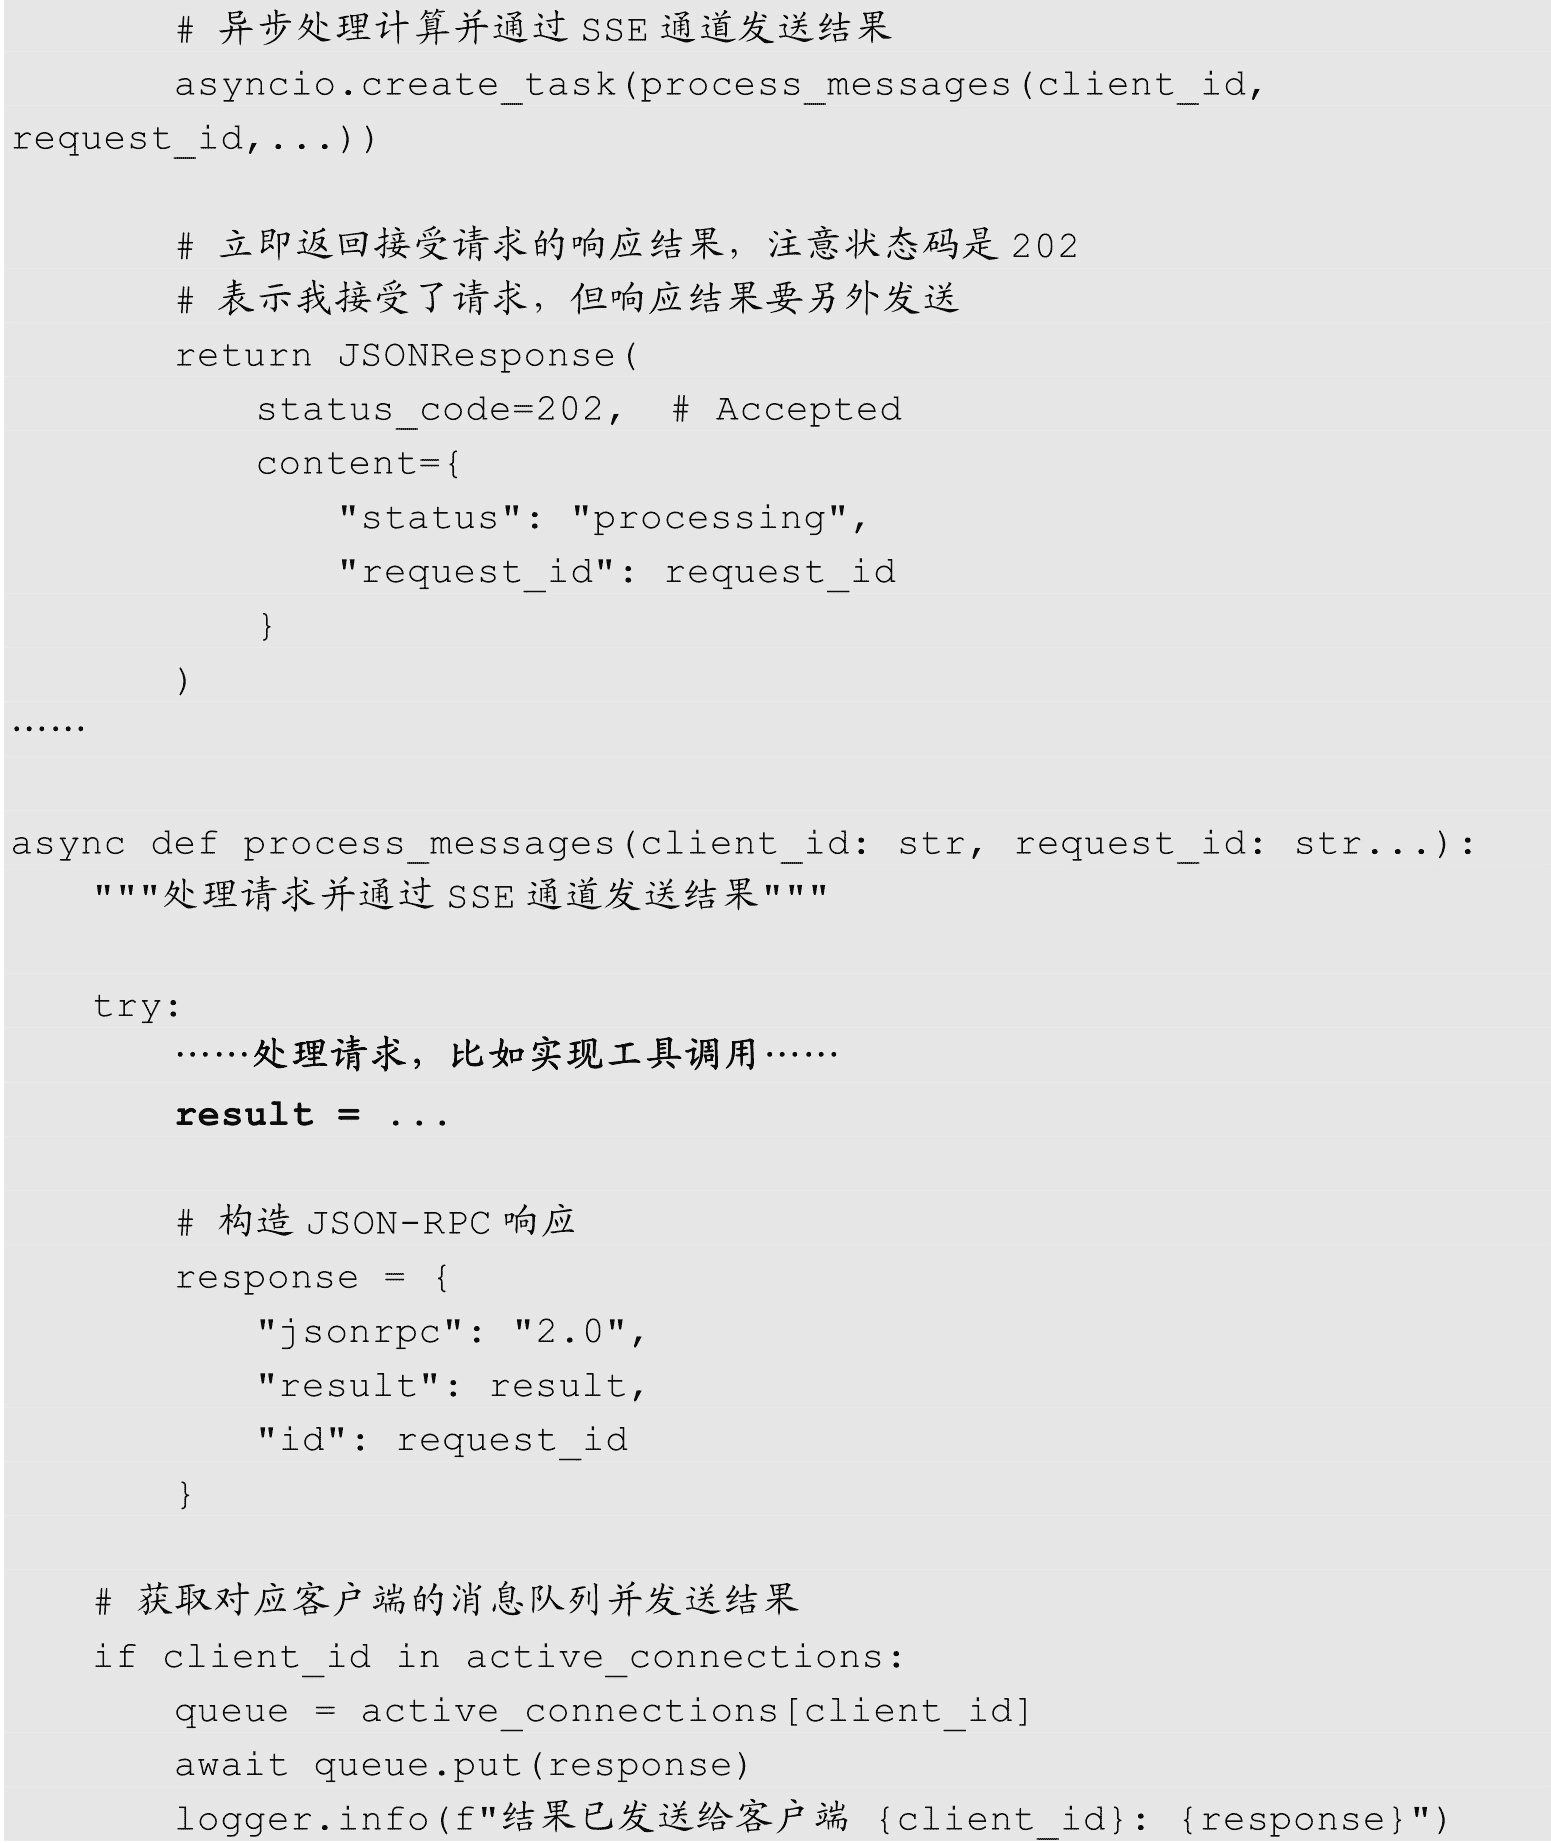 # 异步处理计算并通过 SSE 通道发送结果
        asyncio.create_task(process_messages(client_id,
request_id,...))

        # 立即返回接受请求的响应结果，注意状态码是 202
        # 表示我接受了请求，但响应结果要另外发送
        return JSONResponse(
            status_code=202,  # Accepted
            content={
                "status": "processing",
                "request_id": request_id
            }
        )
……

async def process_messages(client_id: str, request_id: str...):
    """处理请求并通过 SSE 通道发送结果"""

    try:
        ……处理请求，比如实现工具调用……
        result = ...

        # 构造 JSON-RPC 响应
        response = {
            "jsonrpc": "2.0",
            "result": result,
            "id": request_id
        }

    # 获取对应客户端的消息队列并发送结果
    if client_id in active_connections:
        queue = active_connections[client_id]
        await queue.put(response)
        logger.info(f"结果已发送给客户端 {client_id}: {response}")